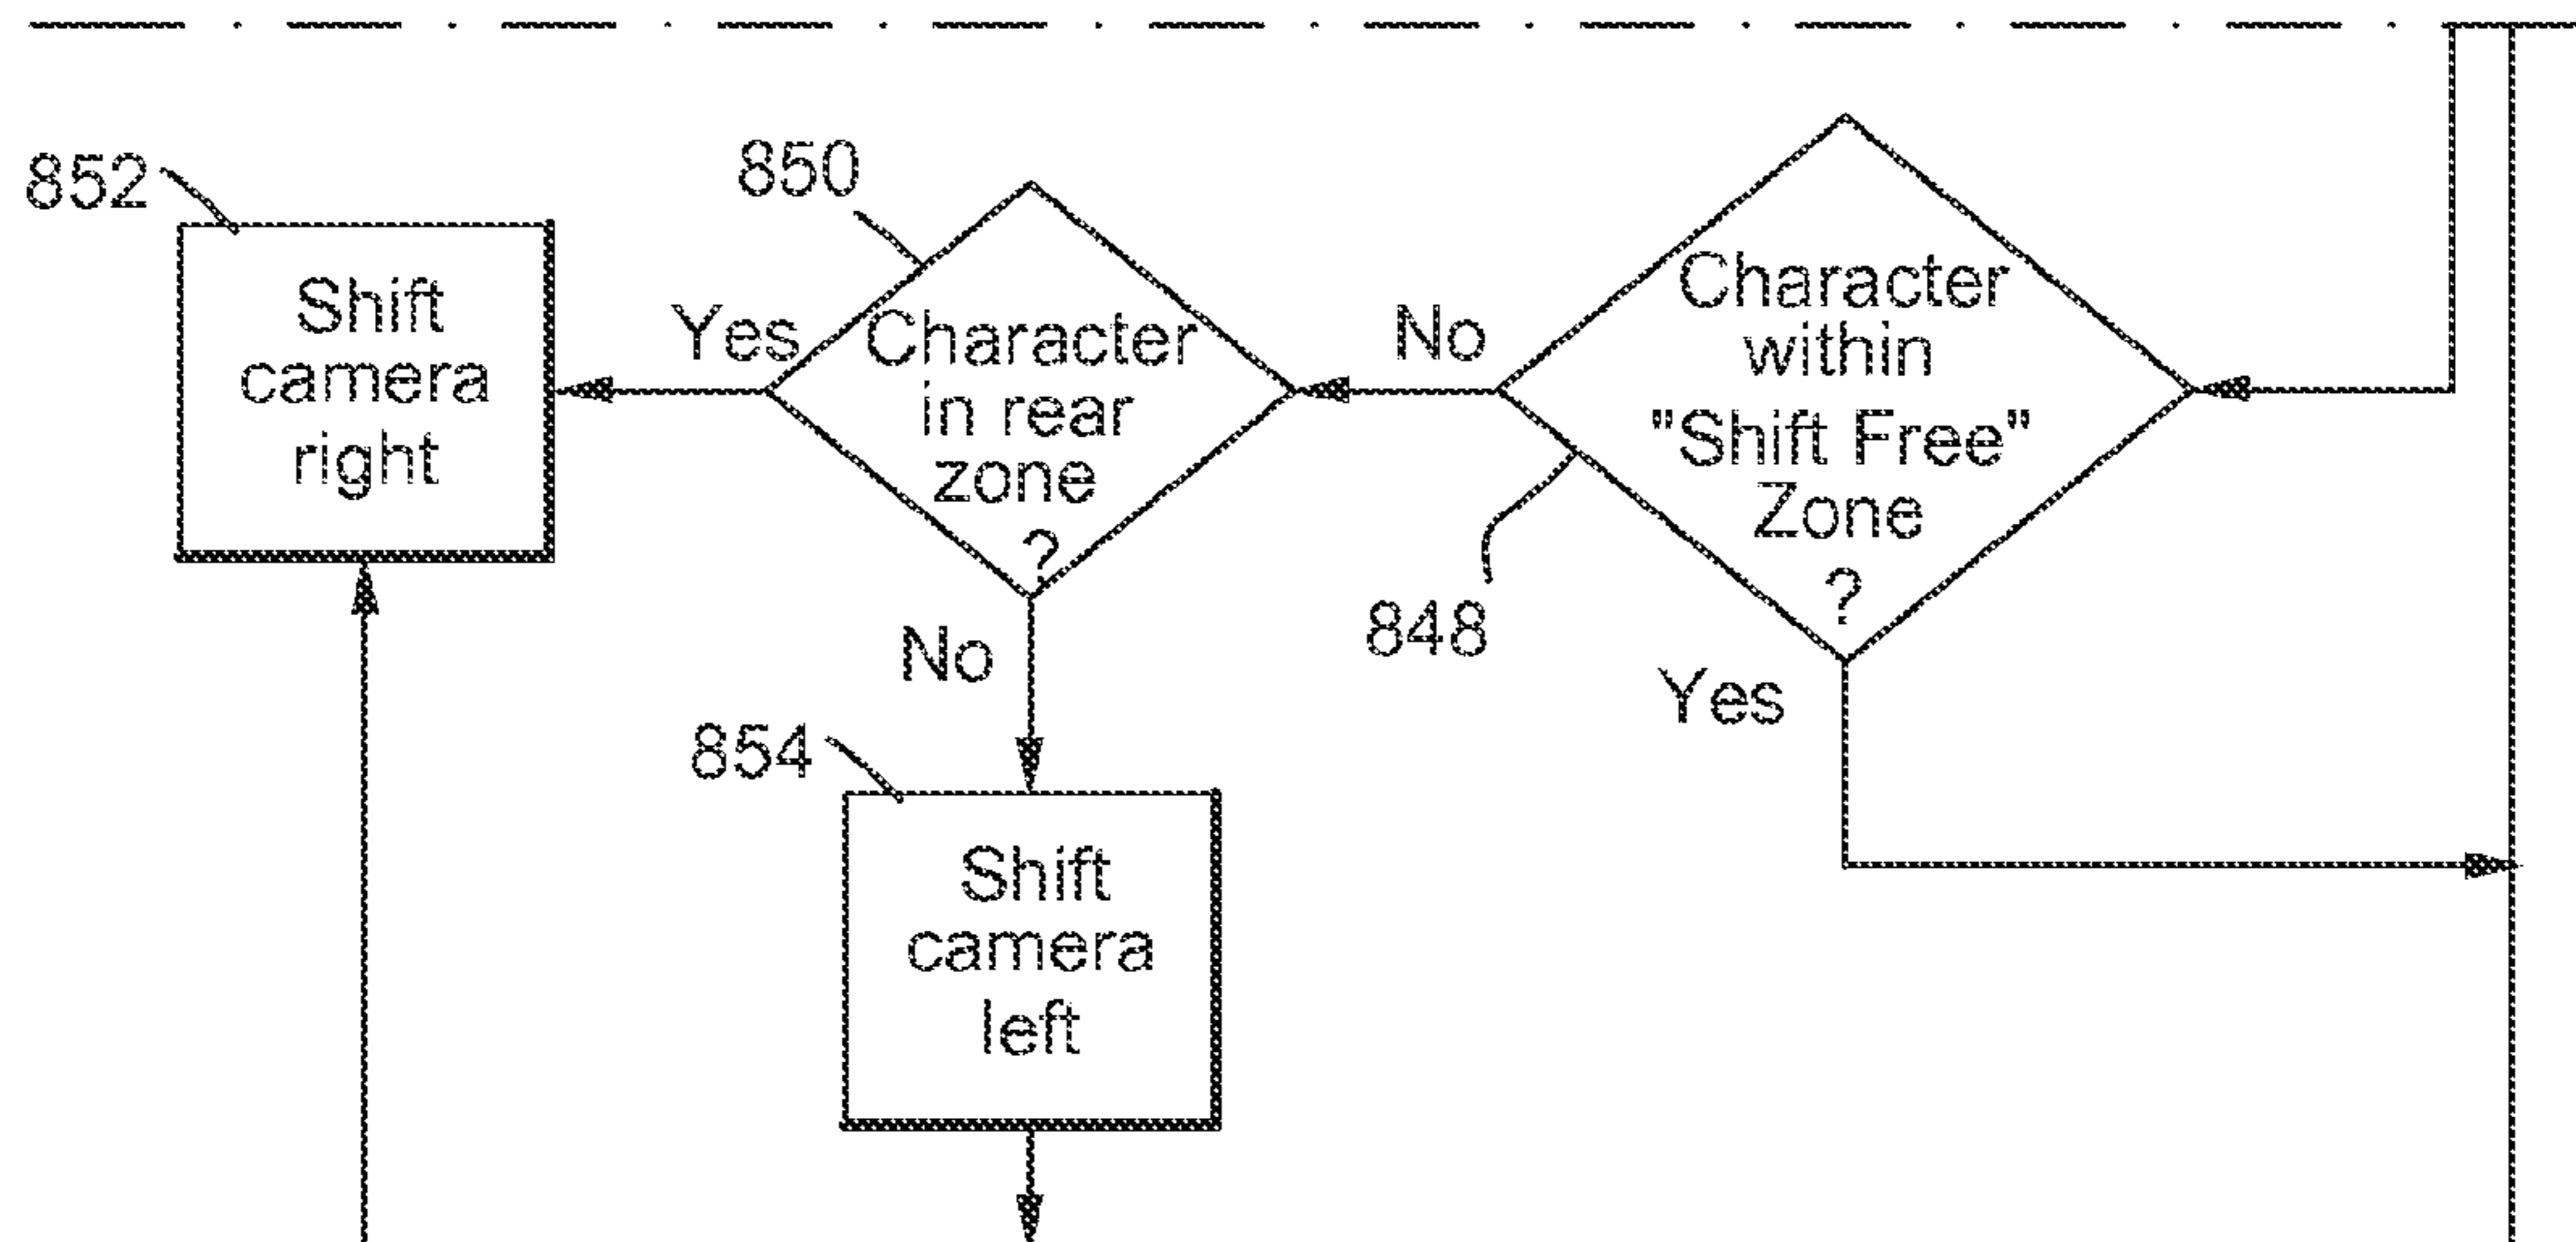 852
Shift
camera
right
850
Yes
Character
in rear
zone
?
No
No
Character
within
"Shift Free"
Zone
?
848
Yes
854
Shift
camera
left